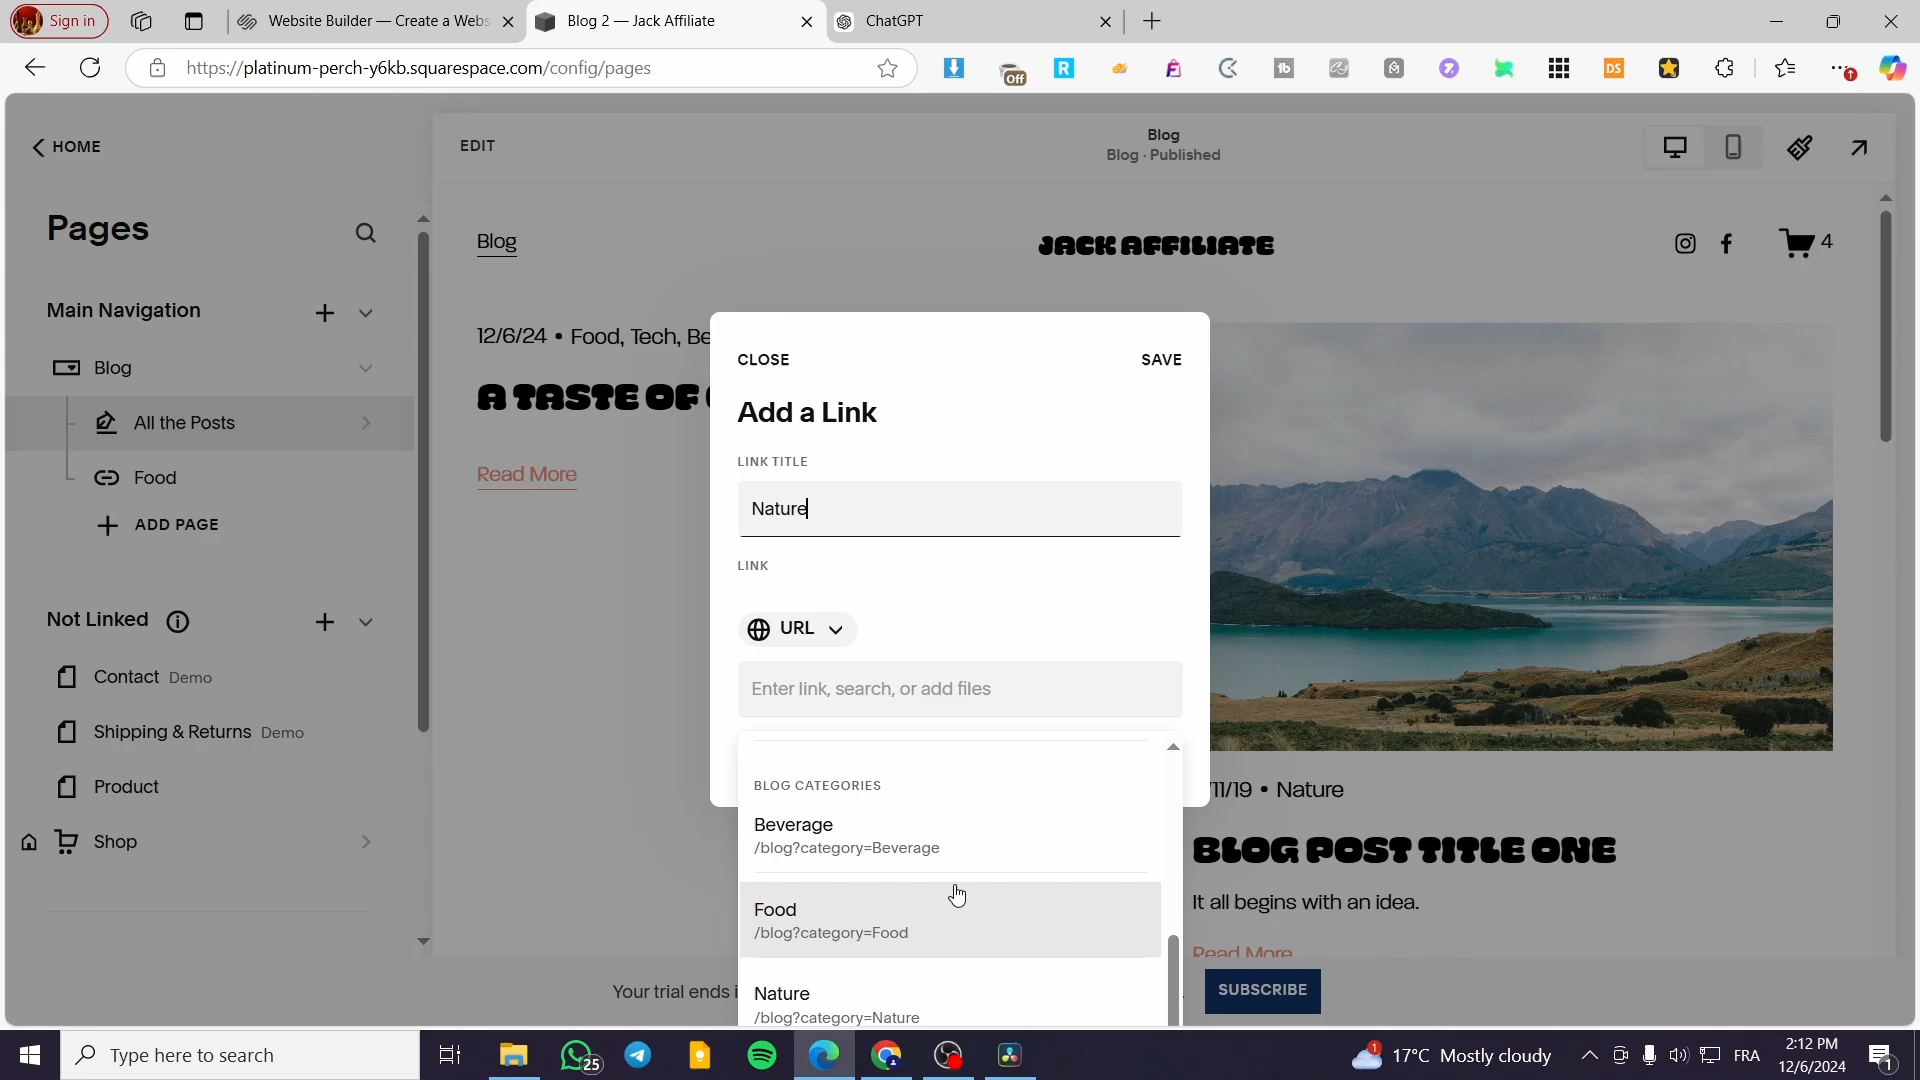 Sign in
Website Builder — Create a Webs
Blog 2 — Jack Affiliate
ChatGPT
https://platinum-perch-y6kb.squarespace.com/config/pages
Off
R
tb
DS
HOME
EDIT
Blog
Blog · Published
Pages
Blog
JACK AFFILIATE
4
Main Navigation
12/6/24 • Food, Tech, Be
Blog
CLOSE
SAVE
A TASTE OF
Add a Link
All the Posts
LINK TITLE
Food
Read More
Nature
ADD PAGE
LINK
Not Linked
URL
Contact Demo
Enter link, search, or add files
Shipping & Returns Demo
Product
BLOG CATEGORIES
/11/19 • Nature
Shop
Beverage
/blog?category=Beverage
BLOG POST TITLE ONE
Food
/blog?category=Food
It all begins with an idea.
Read More
Your trial ends i
Nature
/blog?category=Nature
SUBSCRIBE
Type here to search
25
1
17°C Mostly cloudy
FRA
2:12 PM
12/6/2024
1